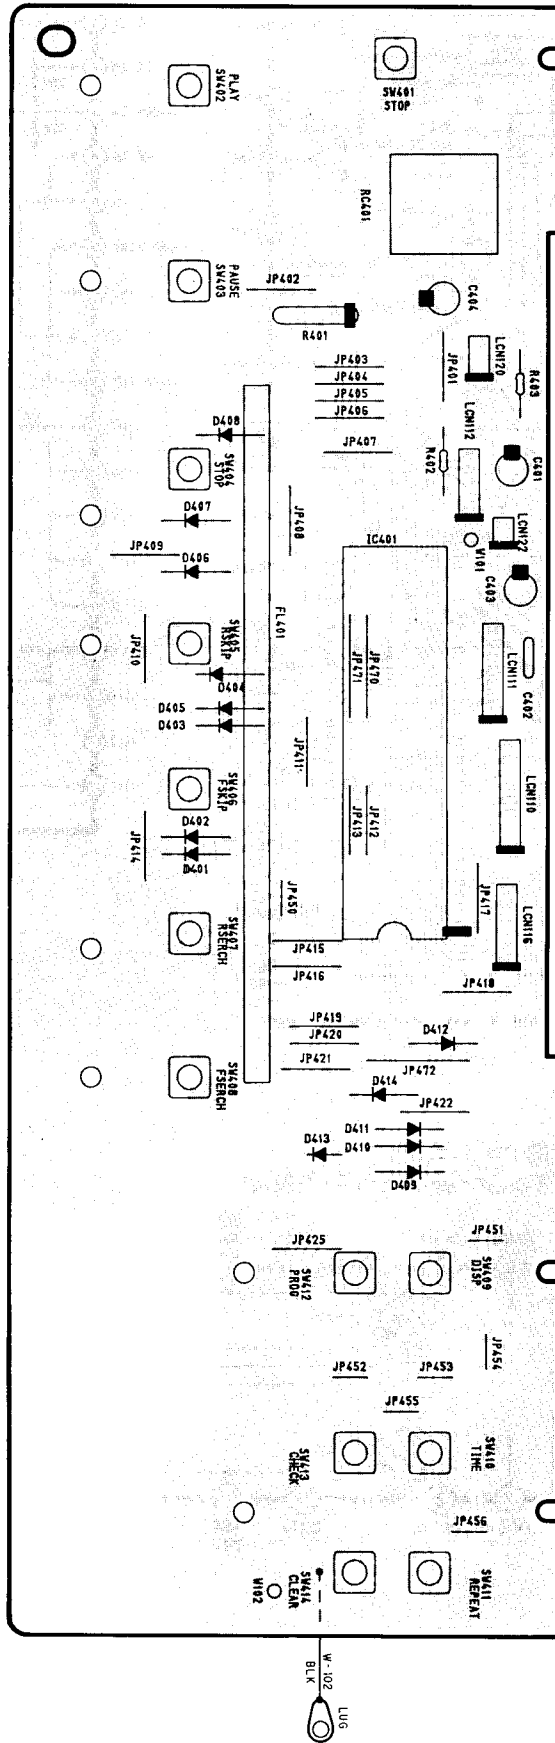 SW401
STOP
PLAY
SW402
RC401
PAUSE
SW403
JP402
C404
R401
LCN120
R403
JP401
JP403
JP404
JP405
JP406
LCN112
D408
JP407
R402
C401
SW404
STOP
D407
JP408
LCN122
IC401
W101
JP409
D406
C403
FL401
SW405
RSKIP
JP410
JP471
JP470
LCN111
C402
D404
D405
D403
JP411
SW406
FSKIP
LCN110
D402
JP414
D401
JP413
JP412
JP450
JP417
LCN116
SW407
RSERCH
JP415
JP416
JP418
JP419
JP420
D412
JP421
JP472
SW408
FSERCH
D414
JP422
D411
D413
D410
D409
JP451
JP425
SW412
PROG
SW409
DISP
JP454
JP452
JP453
JP455
SW413
CHECK
SW410
TIME
JP456
SW414
CLEAR
W102
SW411
REPEAT
W-102
BLK
LUG